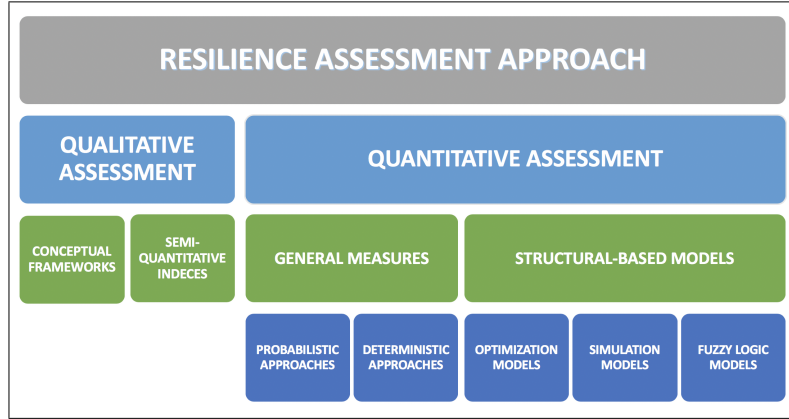 RESILIENCE ASSESSMENT APPROACH
QUALITATIVE
ASSESSMENT
QUANTITATIVE ASSESSMENT
CONCEPTUAL
FRAMEWORKS
SEMI-
QUANTITATIVE
INDECES
GENERAL MEASURES
STRUCTURAL-BASED MODELS
PROBABILISTIC
APPROACHES
DETERMINISTIC
APPROACHES
OPTIMIZATION
MODELS
SIMULATION
MODELS
FUZZY LOGIC
MODELS